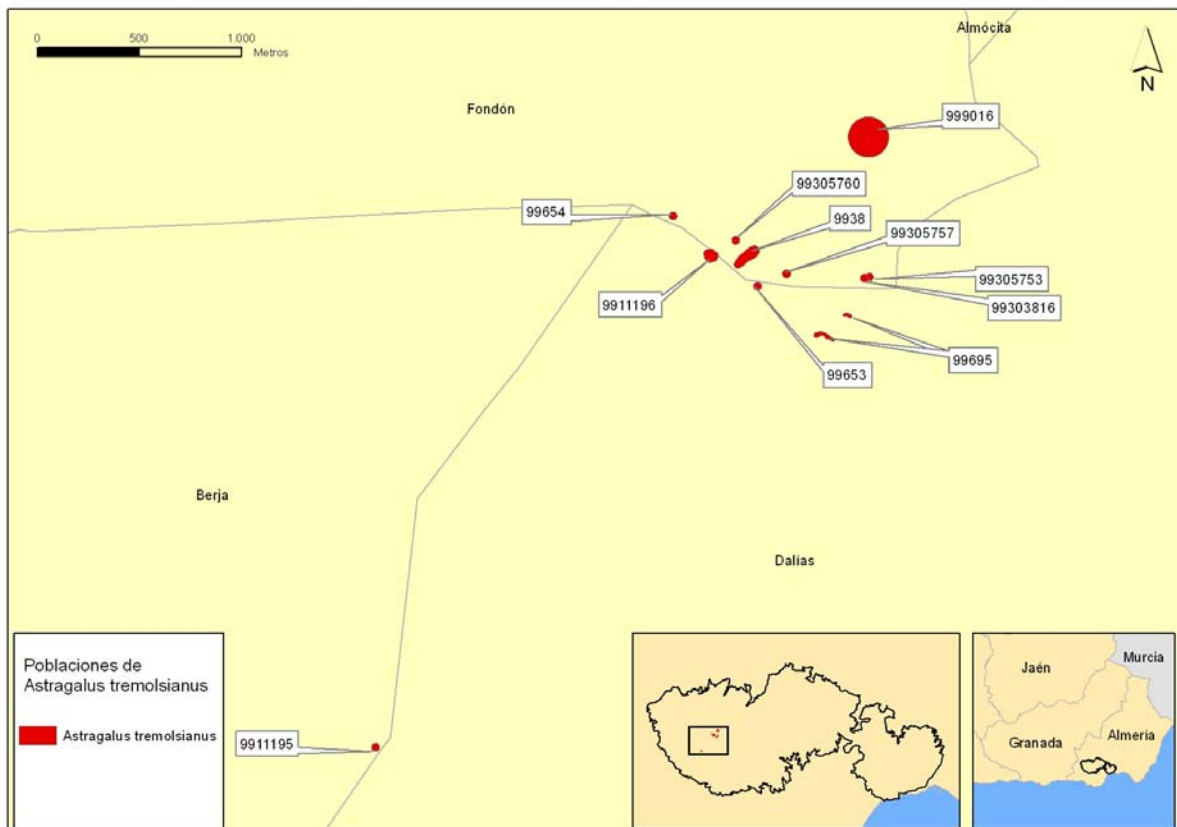 0 500 1.000
Metros
Almócita
N
Fondón
999016
99305760
99654
9938
99305757
99305753
9911196
99303816
99695
99653
Berja
Dalías
Poblaciones de
Astragalus tremolsianus
Astragalus tremolsianus
9911195
Jaén
Murcia
Granada
Almería